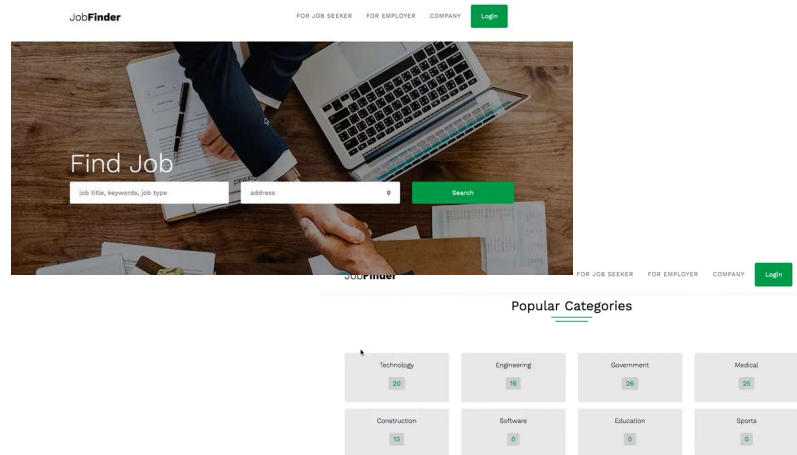 JobFinder
FOR JOB SEEKER FOR EMPLOYER COMPANY Login
Find Job
job title, keywords, job type address Search
JobFinder FOR JOB SEEKER FOR EMPLOYER COMPANY Login
Popular Categories
Technology Engineering Government Medical
20 16 26 25
Construction Software Education Sports
13 0 0 0